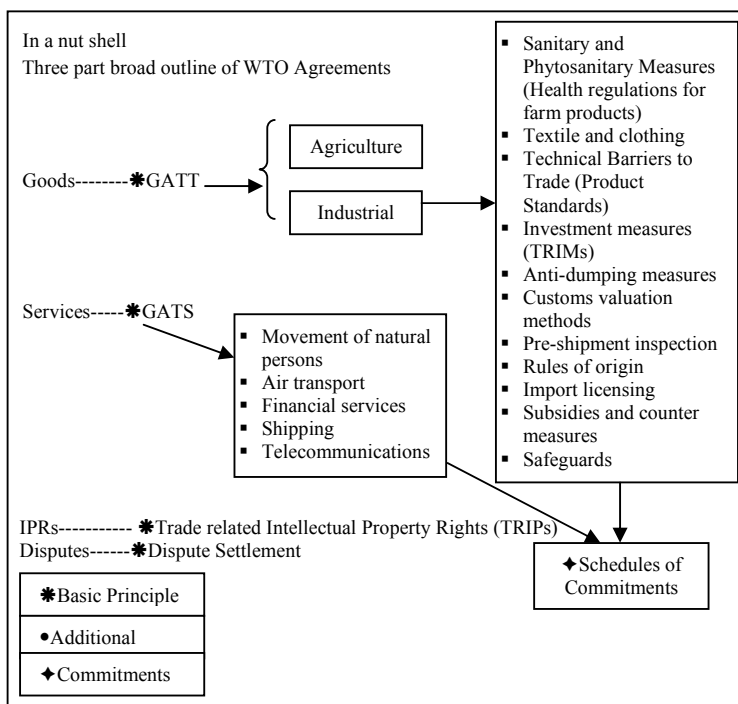 In a nut shell
Three part broad outline of WTO Agreements
Goods--------✱GATT
Agriculture
Industrial
▪ Sanitary and
Phytosanitary Measures
(Health regulations for
farm products)
▪ Textile and clothing
▪ Technical Barriers to
Trade (Product
Standards)
▪ Investment measures
(TRIMs)
▪ Anti-dumping measures
▪ Customs valuation
methods
▪ Pre-shipment inspection
▪ Rules of origin
▪ Import licensing
▪ Subsidies and counter
measures
▪ Safeguards
Services-----✱GATS
▪ Movement of natural
persons
▪ Air transport
▪ Financial services
▪ Shipping
▪ Telecommunications
IPRs----------- ✱Trade related Intellectual Property Rights (TRIPs)
Disputes------✱Dispute Settlement
✦Schedules of
Commitments
✱Basic Principle
●Additional
✦Commitments